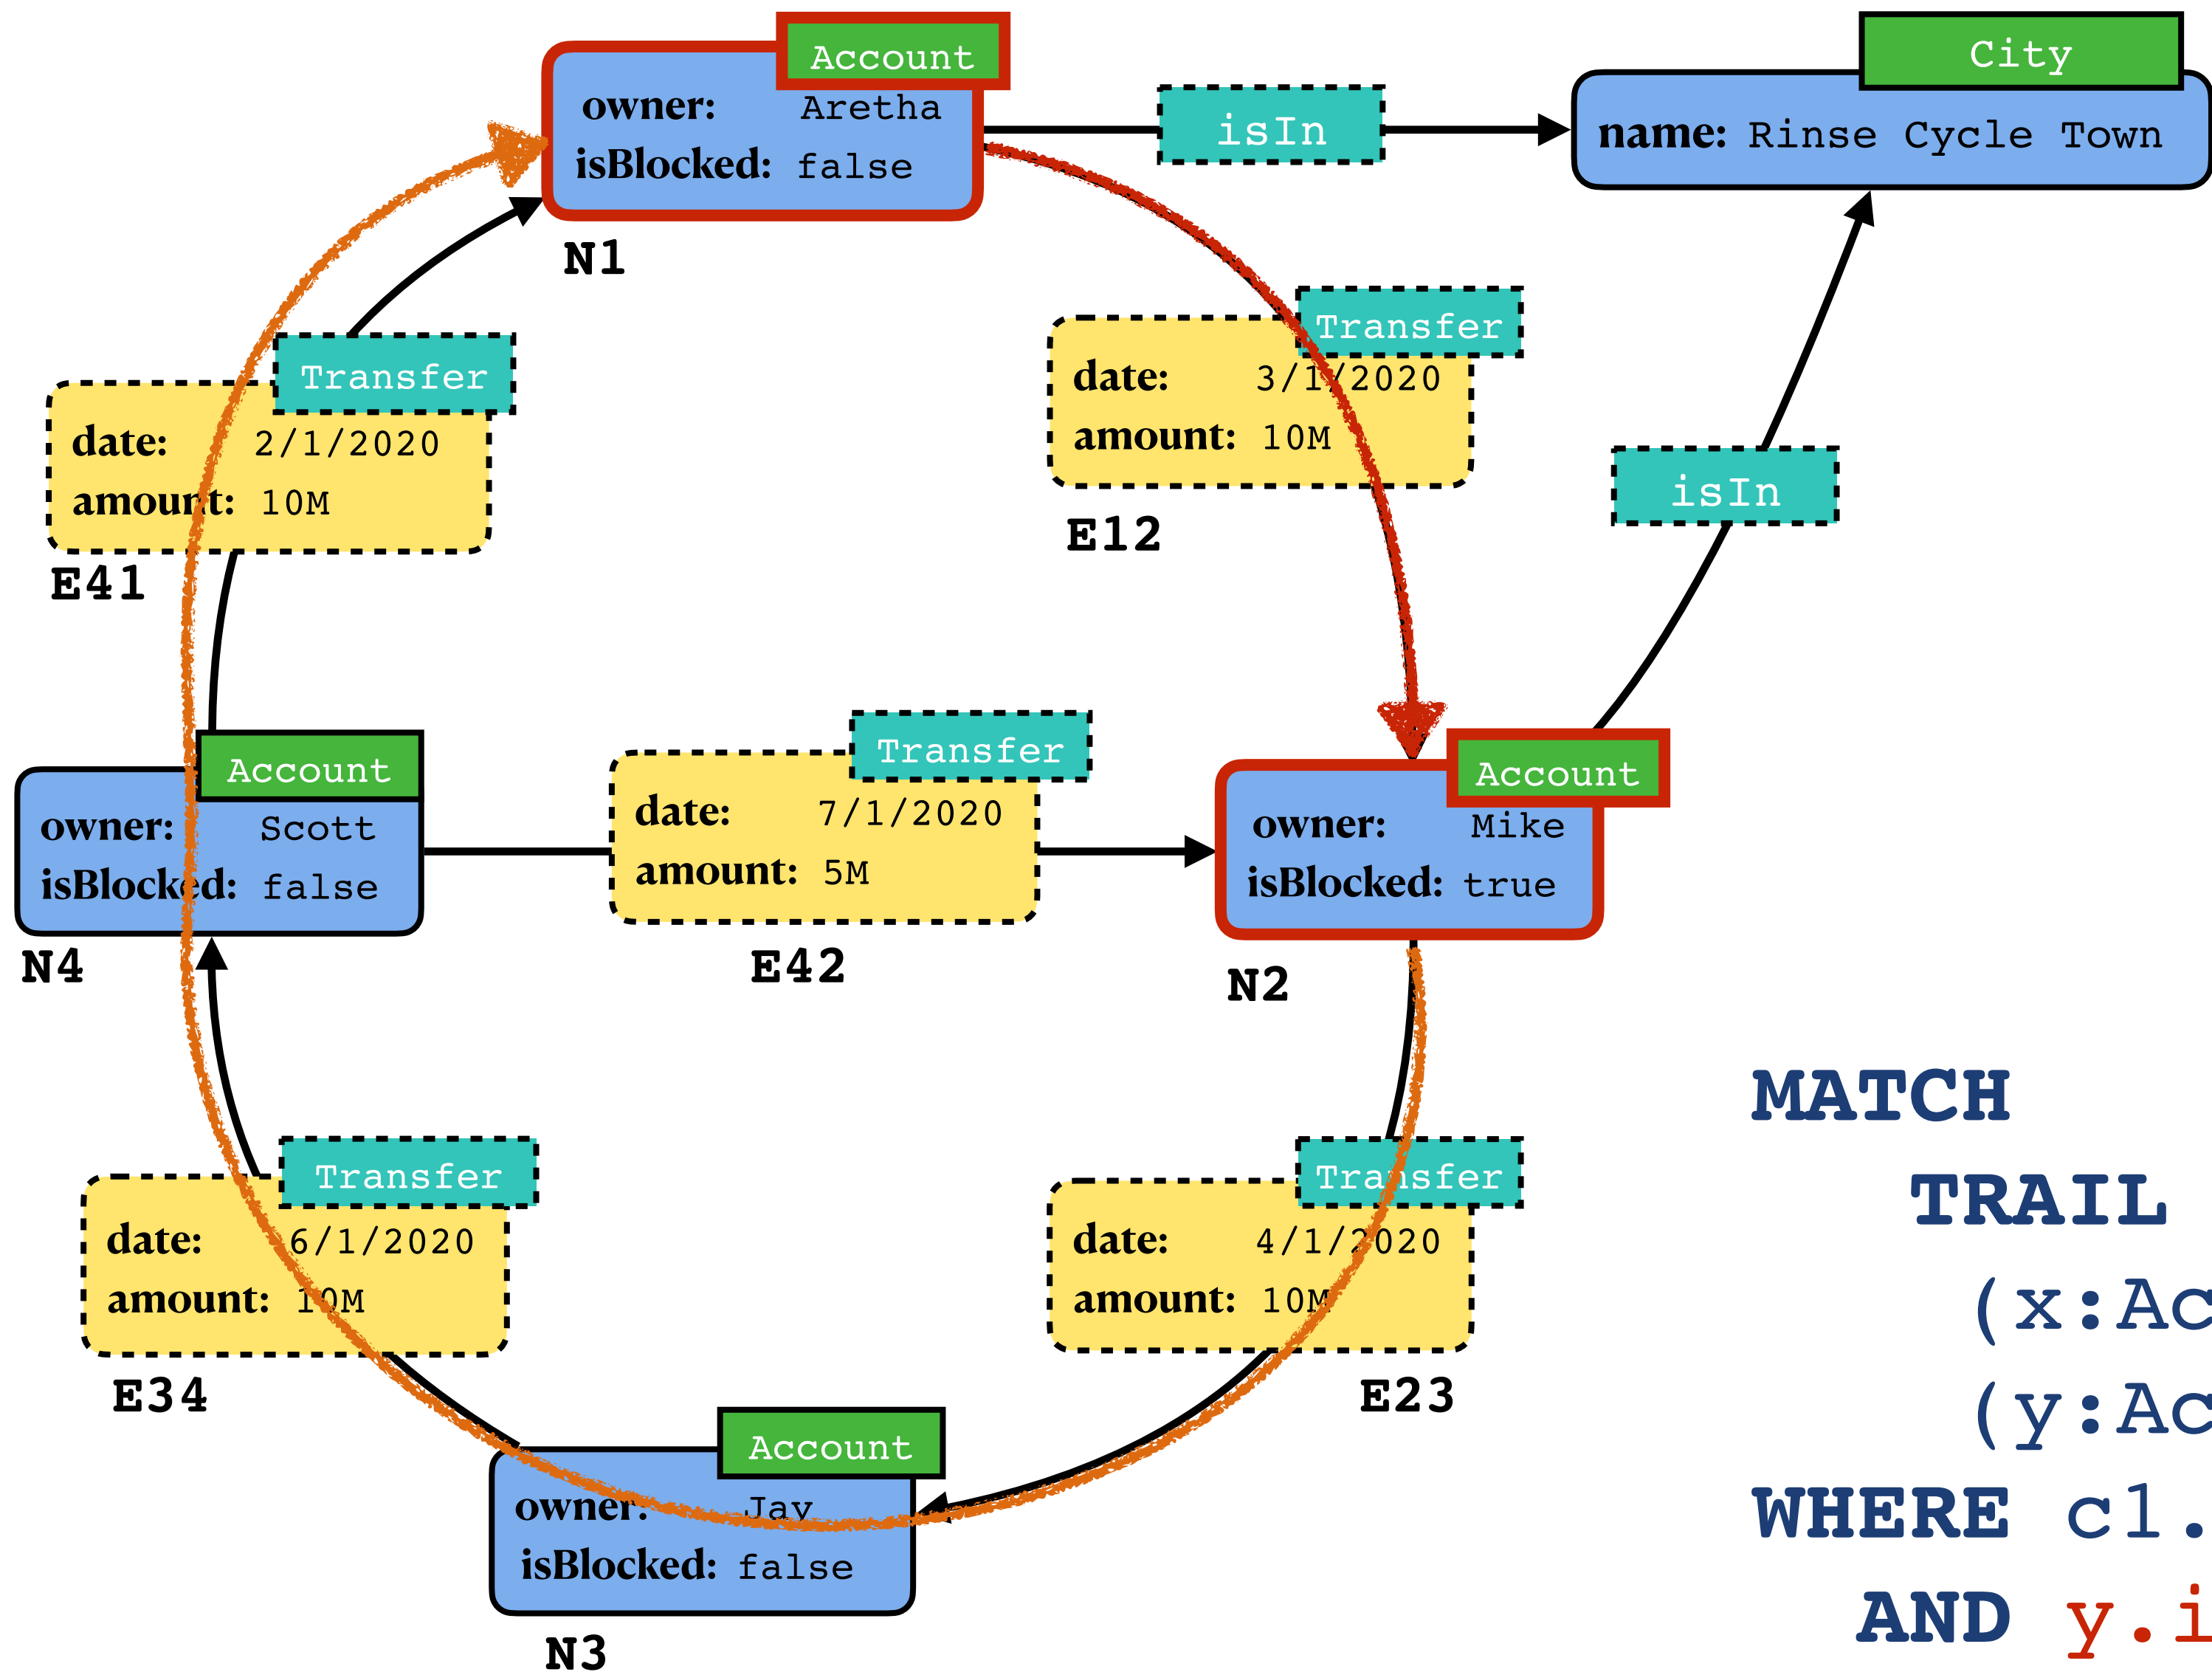 Account
owner: Aretha
isBlocked: false
N1
isIn
City
name: Rinse Cycle Town
Transfer
date: 3/1/2020
amount: 10M
E12
Transfer
date: 2/1/2020
amount: 10M
E41
isIn
Account
owner: Scott
isBlocked: false
N4
Transfer
date: 7/1/2020
amount: 5M
E42
Account
owner: Mike
isBlocked: true
N2
Transfer
date: 6/1/2020
amount: 10M
E34
Transfer
date: 4/1/2020
amount: 10M
E23
Account
owner: Jay
isBlocked: false
N3
MATCH
TRAIL
(x:Ac
(y:Ac
WHERE c1.
AND y.i